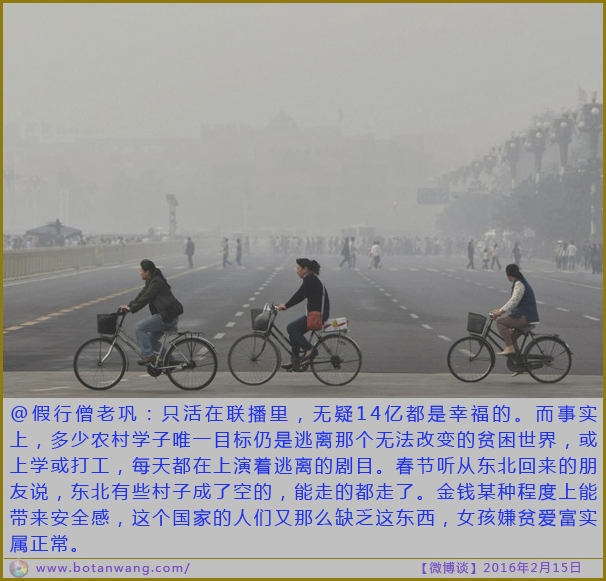 @假行僧老巩：只活在联播里，无疑14亿都是幸福的。而事实
上，多少农村学子唯一目标仍是逃离那个无法改变的贫困世界，或
上学或打工，每天都在上演着逃离的剧目。春节听从东北回来的朋
友说，东北有些村子成了空的，能走的都走了。金钱某种程度上能
带来安全感，这个国家的人们又那么缺乏这东西，女孩嫌贫爱富实
属正常。
www.botanwang.com/
【微博谈】2016年2月15日